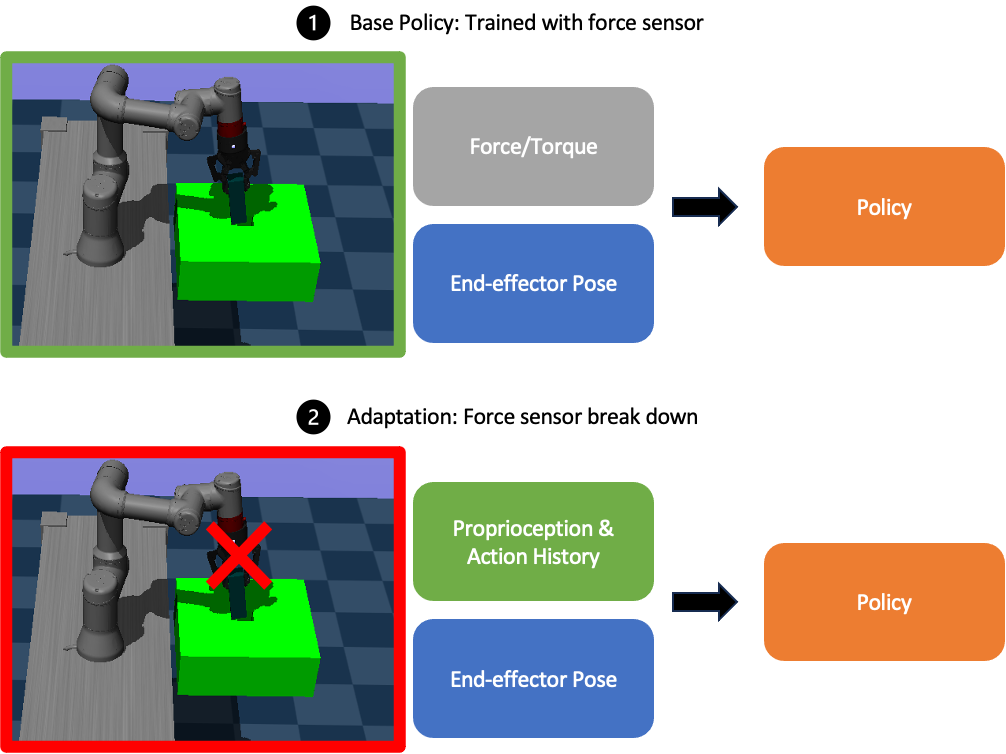 1 Base Policy: Trained with force sensor
Force/Torque
Policy
End-effector Pose
2 Adaptation: Force sensor break down
Proprioception &
Action History
Policy
End-effector Pose